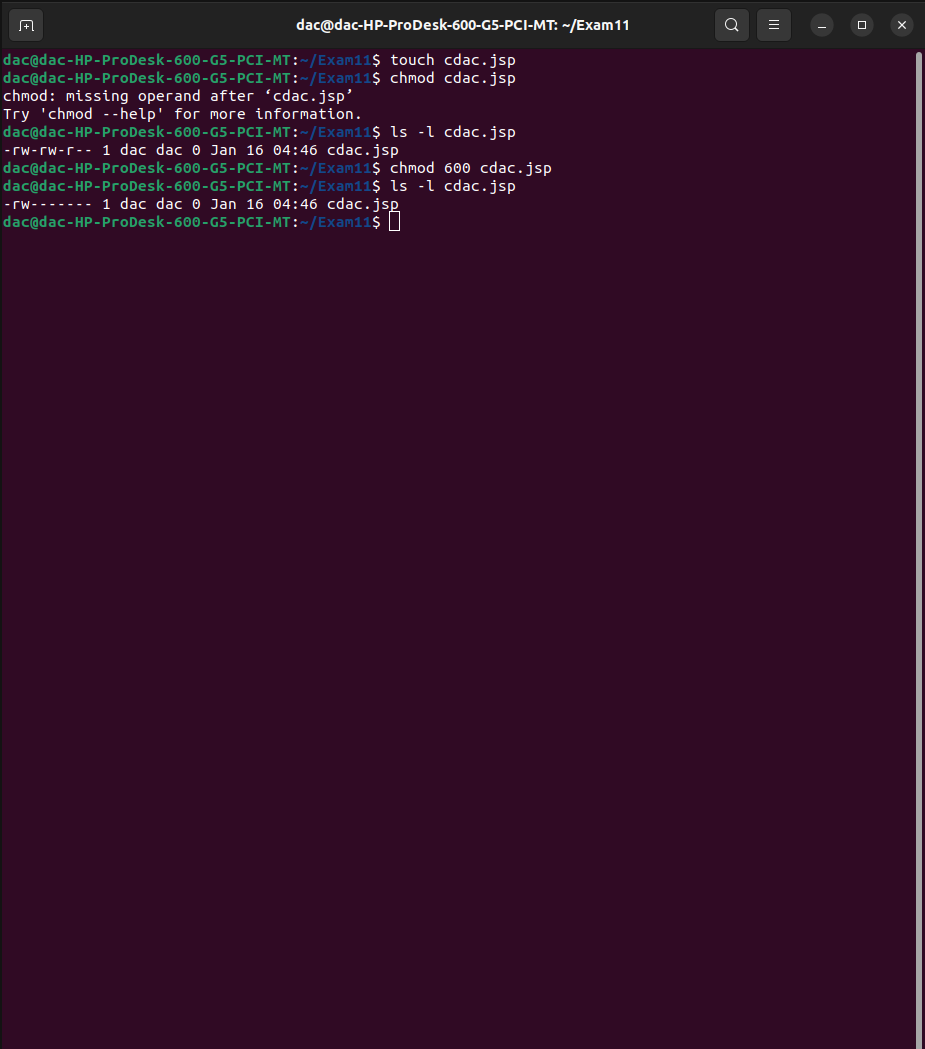 dac@dac-HP-ProDesk-600-G5-PCI-MT: ~/Exam11
dac@dac-HP-ProDesk-600-G5-PCI-MT:~/Exam11$ touch cdac.jsp
dac@dac-HP-ProDesk-600-G5-PCI-MT:~/Exam11$ chmod cdac.jsp
chmod: missing operand after ‘cdac.jsp’
Try 'chmod --help' for more information.
dac@dac-HP-ProDesk-600-G5-PCI-MT:~/Exam11$ ls -l cdac.jsp
-rw-rw-r-- 1 dac dac 0 Jan 16 04:46 cdac.jsp
dac@dac-HP-ProDesk-600-G5-PCI-MT:~/Exam11$ chmod 600 cdac.jsp
dac@dac-HP-ProDesk-600-G5-PCI-MT:~/Exam11$ ls -l cdac.jsp
-rw------- 1 dac dac 0 Jan 16 04:46 cdac.jsp
dac@dac-HP-ProDesk-600-G5-PCI-MT:~/Exam11$